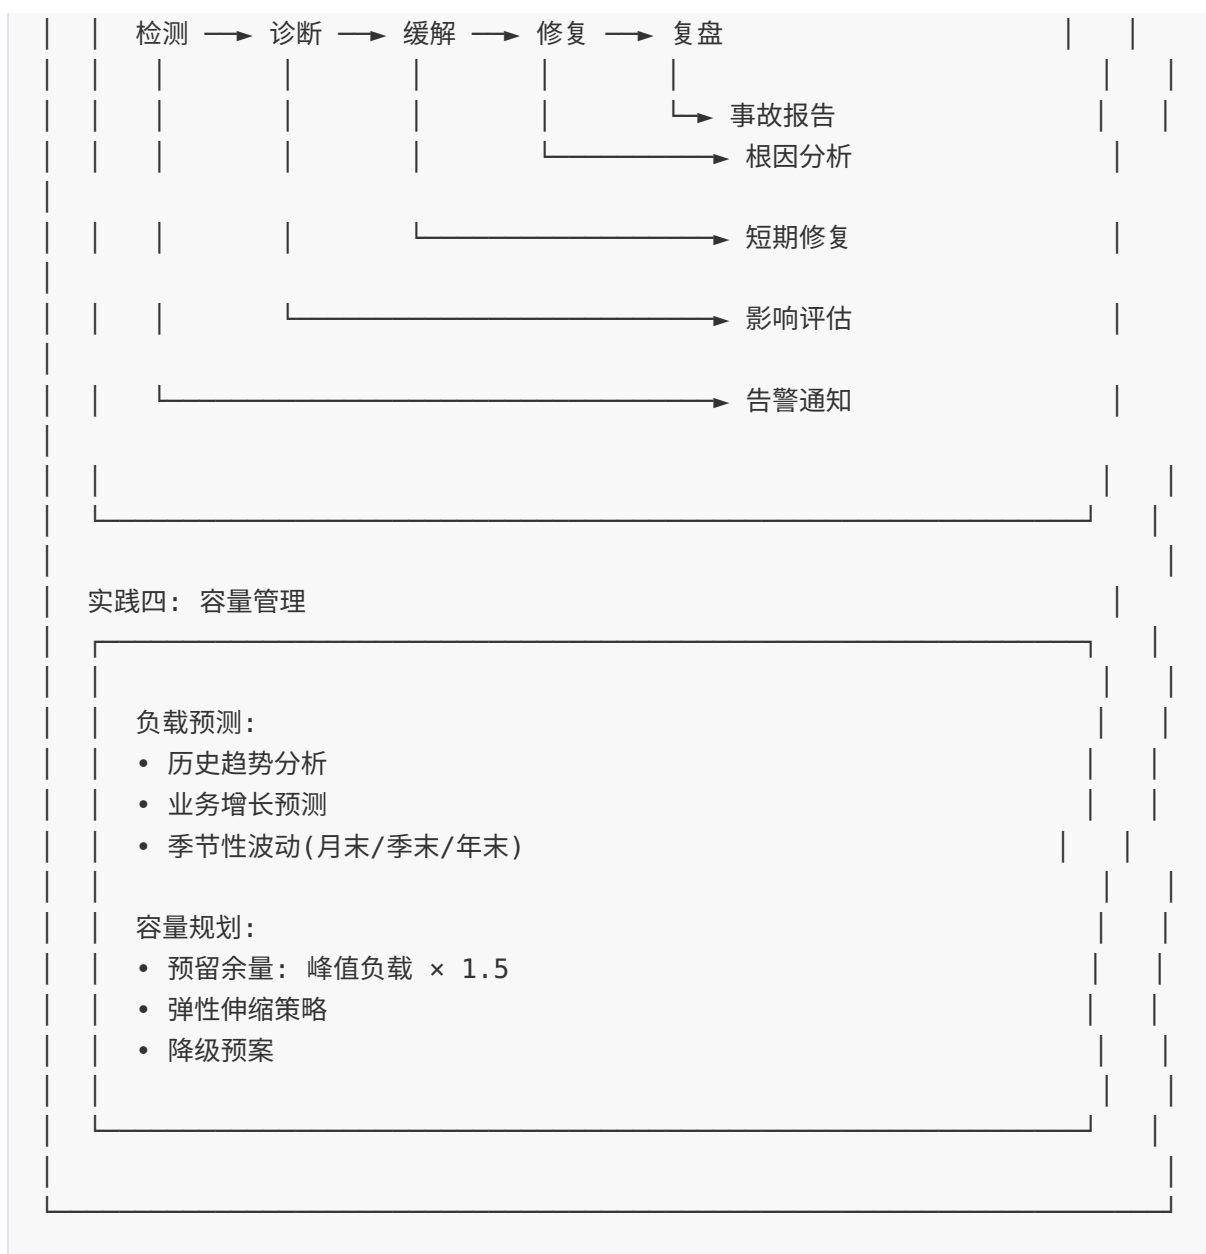 检测 ──► 诊断 ──► 缓解 ──► 修复 ──► 复盘
└─► 事故报告
└──────────► 根因分析
└──────────────────► 短期修复
└──────────────────────────► 影响评估
└──────────────────────────────────► 告警通知
实践四: 容量管理
负载预测:
• 历史趋势分析
• 业务增长预测
• 季节性波动(月末/季末/年末)
容量规划:
• 预留余量: 峰值负载 × 1.5
• 弹性伸缩策略
• 降级预案